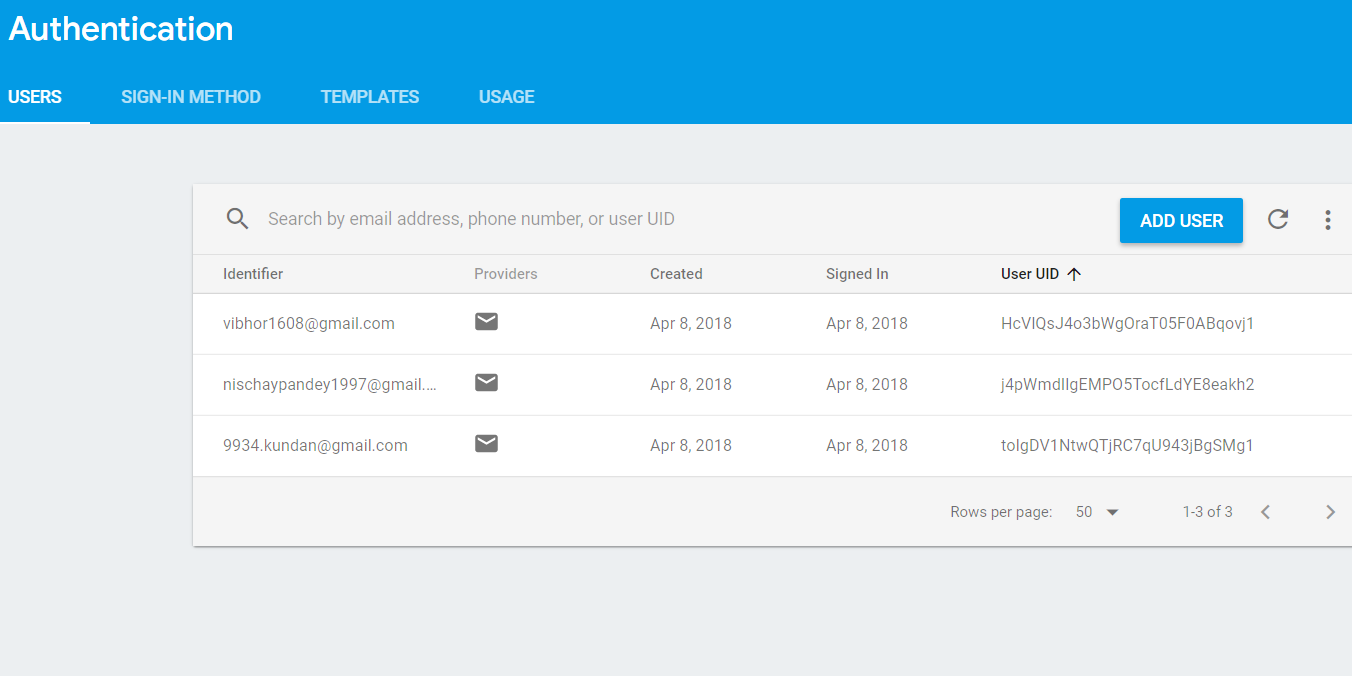 Authentication
USERS SIGN-IN METHOD TEMPLATES USAGE
Search by email address, phone number, or user UID ADD USER
Identifier Providers Created Signed In User UID
vibhor1608@gmail.com Apr 8, 2018 Apr 8, 2018 HcVIQsJ4o3bWgOraT05F0ABqovj1
nischaypandey1997@gmail.... Apr 8, 2018 Apr 8, 2018 j4pWmdIIgEMPO5TocfLdYE8eakh2
9934.kundan@gmail.com Apr 8, 2018 Apr 8, 2018 toIgDV1NtwQTjRC7qU943jBgSMg1
Rows per page: 50 1-3 of 3